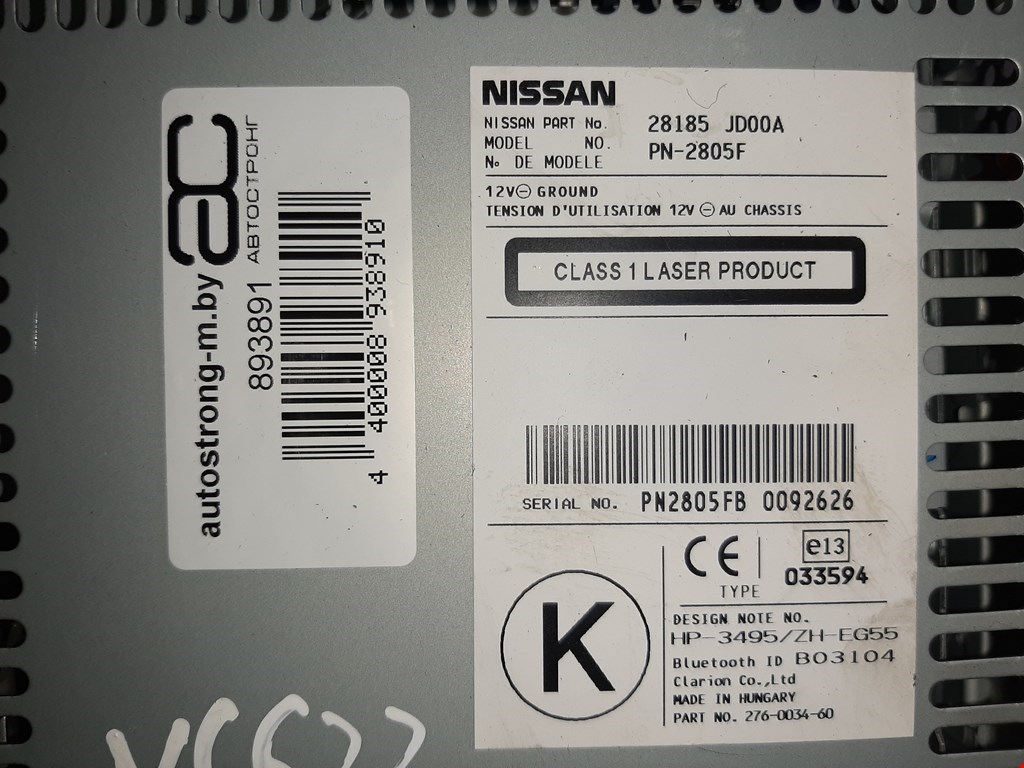 autostrong-m.by
ac
АВТОСТРОНГ
893891
4 400008 938910
NISSAN
NISSAN PART No. 28185 JD00A
MODEL NO. PN-2805F
No DE MODELE
12V⊖ GROUND
TENSION D'UTILISATION 12V ⊖ AU CHASSIS
CLASS 1 LASER PRODUCT
SERIAL NO. PN2805FB 0092626
K
CE
TYPE
e13
033594
DESIGN NOTE NO.
HP-3495/ZH-EG55
Bluetooth ID B03104
Clarion Co.,Ltd
MADE IN HUNGARY
PART NO. 276-0034-60